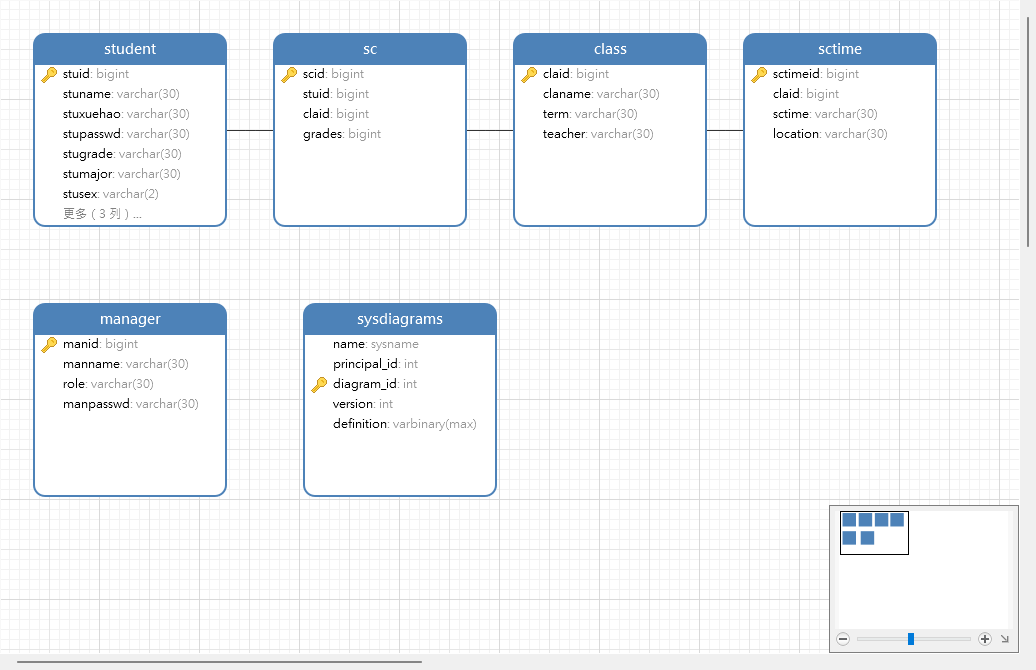 student
stuid: bigint
stuname: varchar(30)
stuxuehao: varchar(30)
stupasswd: varchar(30)
stugrade: varchar(30)
stumajor: varchar(30)
stusex: varchar(2)
更多 ( 3 列 ) ...
sc
scid: bigint
stuid: bigint
claid: bigint
grades: bigint
class
claid: bigint
claname: varchar(30)
term: varchar(30)
teacher: varchar(30)
sctime
sctimeid: bigint
claid: bigint
sctime: varchar(30)
location: varchar(30)
manager
manid: bigint
manname: varchar(30)
role: varchar(30)
manpasswd: varchar(30)
sysdiagrams
name: sysname
principal_id: int
diagram_id: int
version: int
definition: varbinary(max)